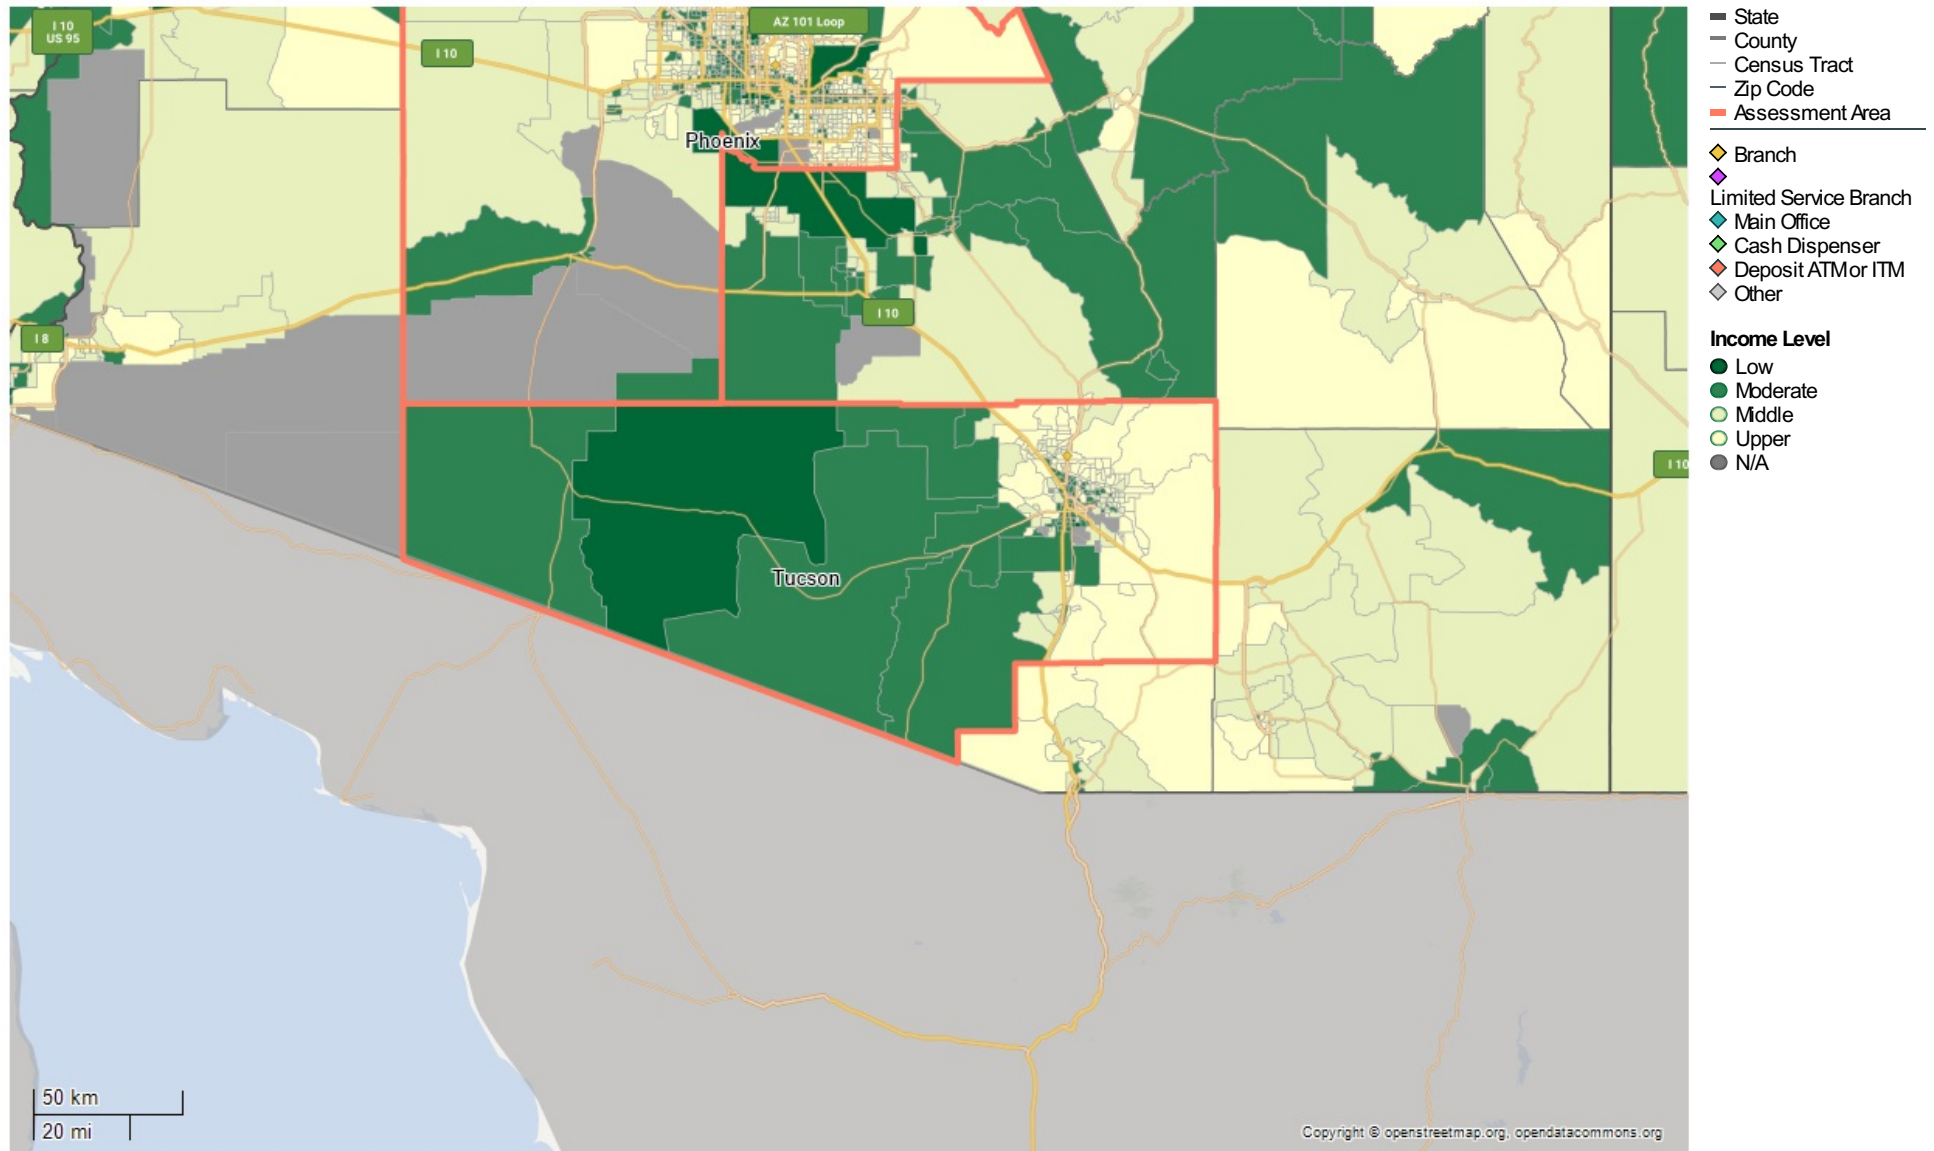 I 10
US 95
I 10
AZ 101 Loop
Phoenix
I 10
I 8
I 10
Tucson
50 km
20 mi
Copyright © openstreetmap.org, opendatacommons.org
State
County
Census Tract
Zip Code
Assessment Area
Branch
Limited Service Branch
Main Office
Cash Dispenser
Deposit ATM or ITM
Other
Income Level
Low
Moderate
Middle
Upper
N/A